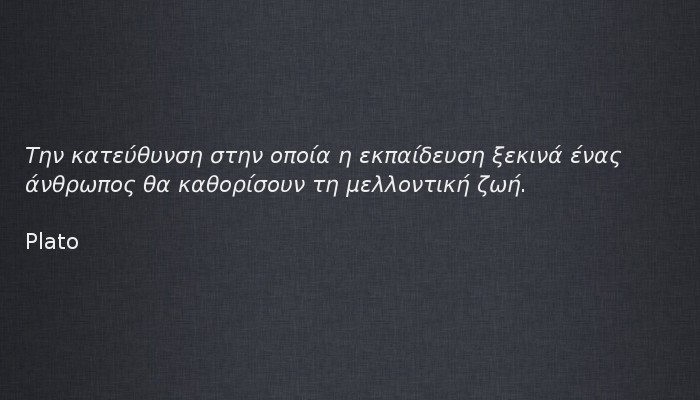 Την κατεύθυνση στην οποία η εκπαίδευση ξεκινά ένας
άνθρωπος θα καθορίσουν τη μελλοντική ζωή.
Plato